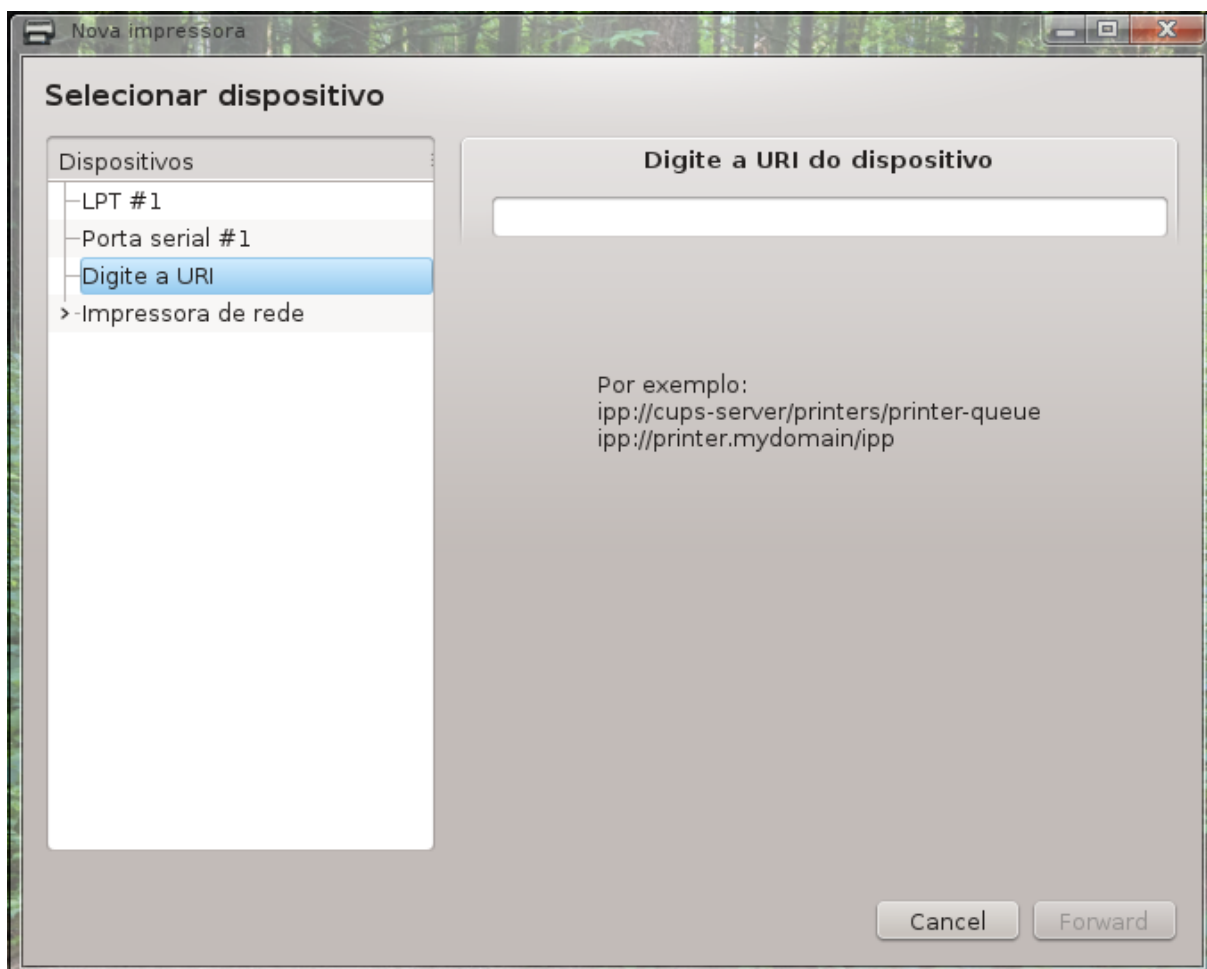 Nova impressora
Selecionar dispositivo
Dispositivos
LPT #1
Porta serial #1
Digite a URI
Impressora de rede
Digite a URI do dispositivo
Por exemplo:
ipp://cups-server/printers/printer-queue
ipp://printer.mydomain/ipp
Cancel
Forward